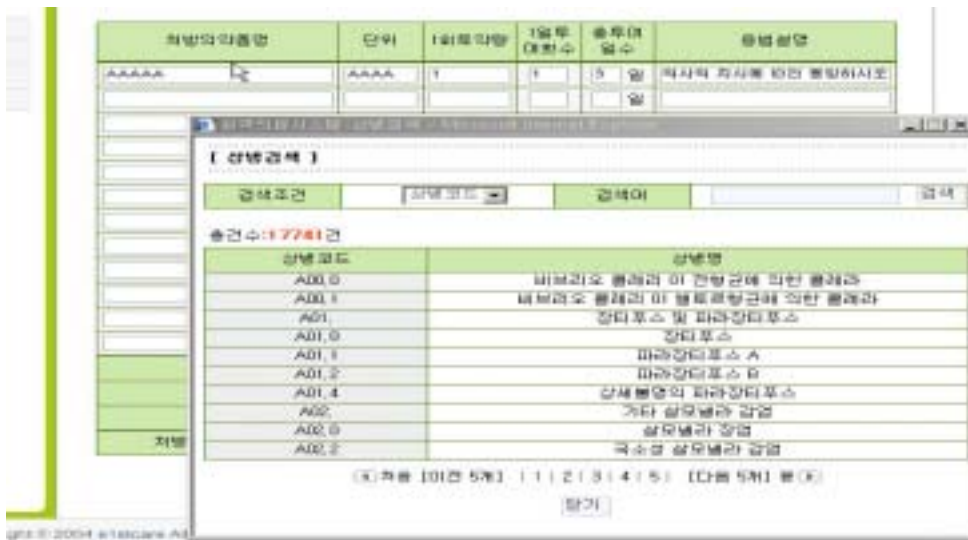 처방의약품명 단위 1회투약량 1일투여횟수 총투여일수 용법설명
AAAAA AAAA 1 1 3 일 의사의 지시에 따라 복용하시오
일
[ 상병검색 ]
검색조건 상병코드 검색어 검색
총건수:17741건
상병코드 상병명
A00.0 비브리오 콜레라 이 전형균에 의한 콜레라
A00.1 비브리오 콜레라 이 엘토르형균에 의한 콜레라
A01. 장티푸스 및 파라장티푸스
A01.0 장티푸스
A01.1 파라장티푸스 A
A01.2 파라장티푸스 B
A01.4 상세불명의 파라장티푸스
A02. 기타 살모넬라 감염
A02.0 살모넬라 장염
A02.2 국소성 살모넬라 감염
처방
처음 [이전 5개] | 1 | 2 | 3 | 4 | 5 | [다음 5개] 끝
닫기